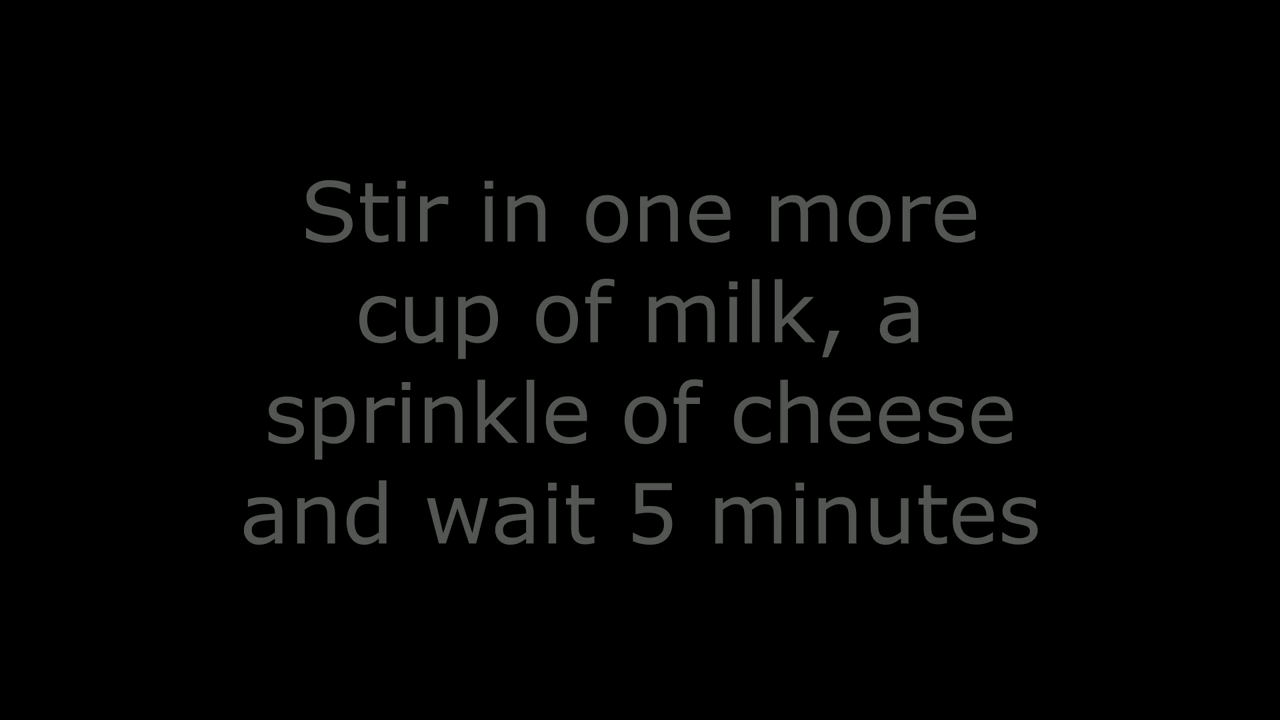 Stir in one more
cup of milk, a
sprinkle of cheese
and wait 5 minutes